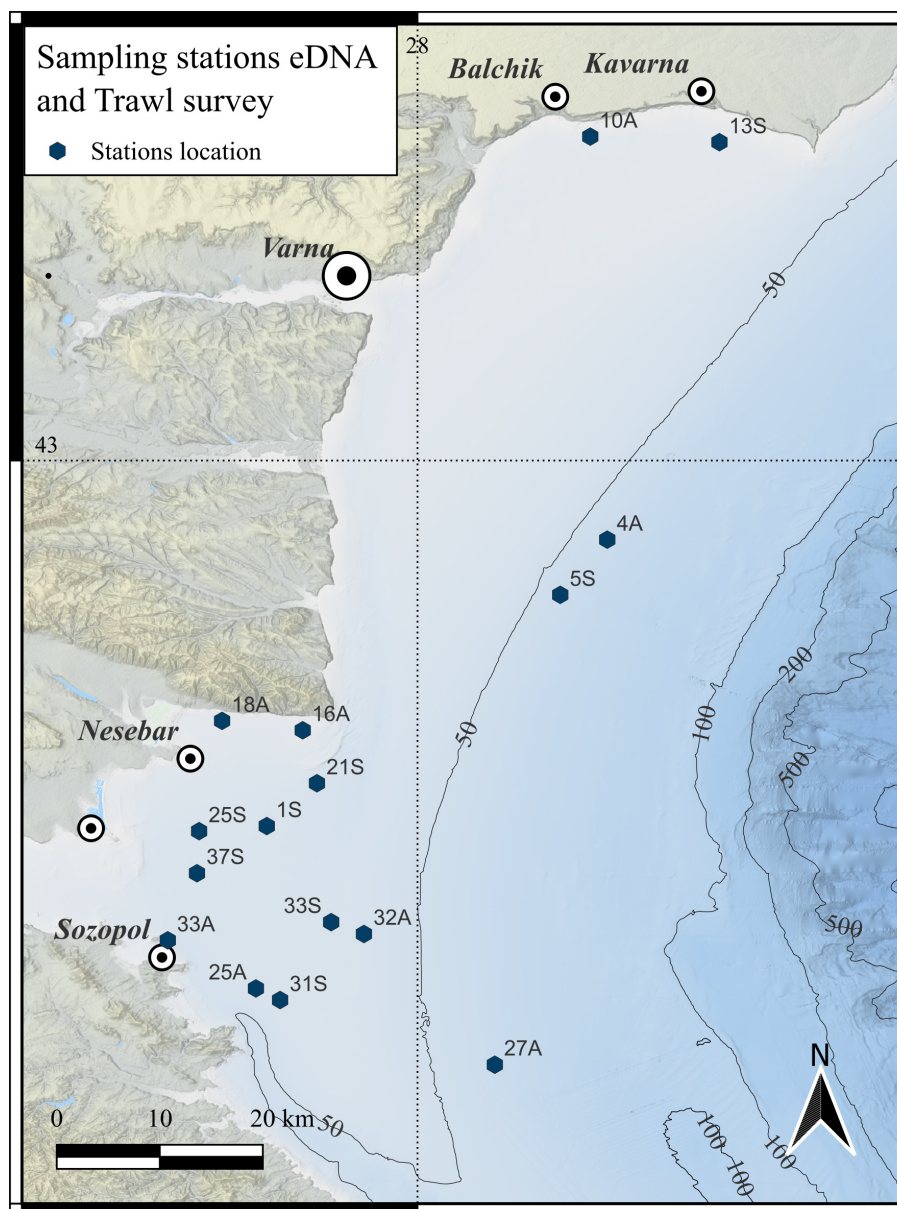 Sampling stations eDNA
and Trawl survey
Stations location
28
Balchik
Kavarna
10A
13S
Varna
50
43
4A
5S
200
18A
16A
100
50
Nesebar
500
21S
25S
1S
37S
33S
32A
500
33A
Sozopol
25A
31S
27A
N
0 10 20 km
50
100
100
100